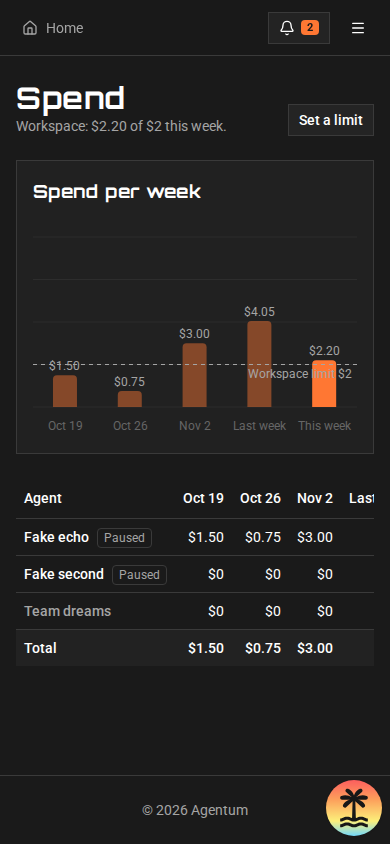 Home
2
Spend
Workspace: $2.20 of $2 this week.
Set a limit
Spend per week
$4.05
$3.00
$2.20
$1.50
Workspace limit $2
$0.75
Oct 19 Oct 26 Nov 2 Last week This week
Agent Oct 19 Oct 26 Nov 2 Last
Fake echo Paused $1.50 $0.75 $3.00
Fake second Paused $0 $0 $0
Team dreams $0 $0 $0
Total $1.50 $0.75 $3.00
© 2026 Agentum